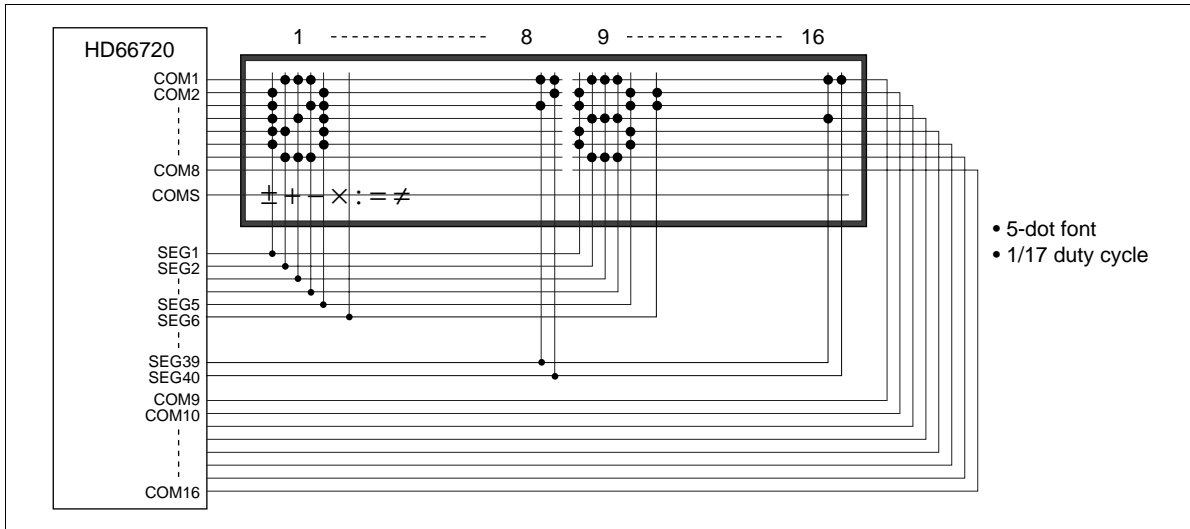 HD66720
1 8 9 16
COM1
COM2
COM8
COMS
± + − × : = ≠
SEG1
SEG2
SEG5
SEG6
SEG39
SEG40
COM9
COM10
COM16
• 5-dot font
• 1/17 duty cycle